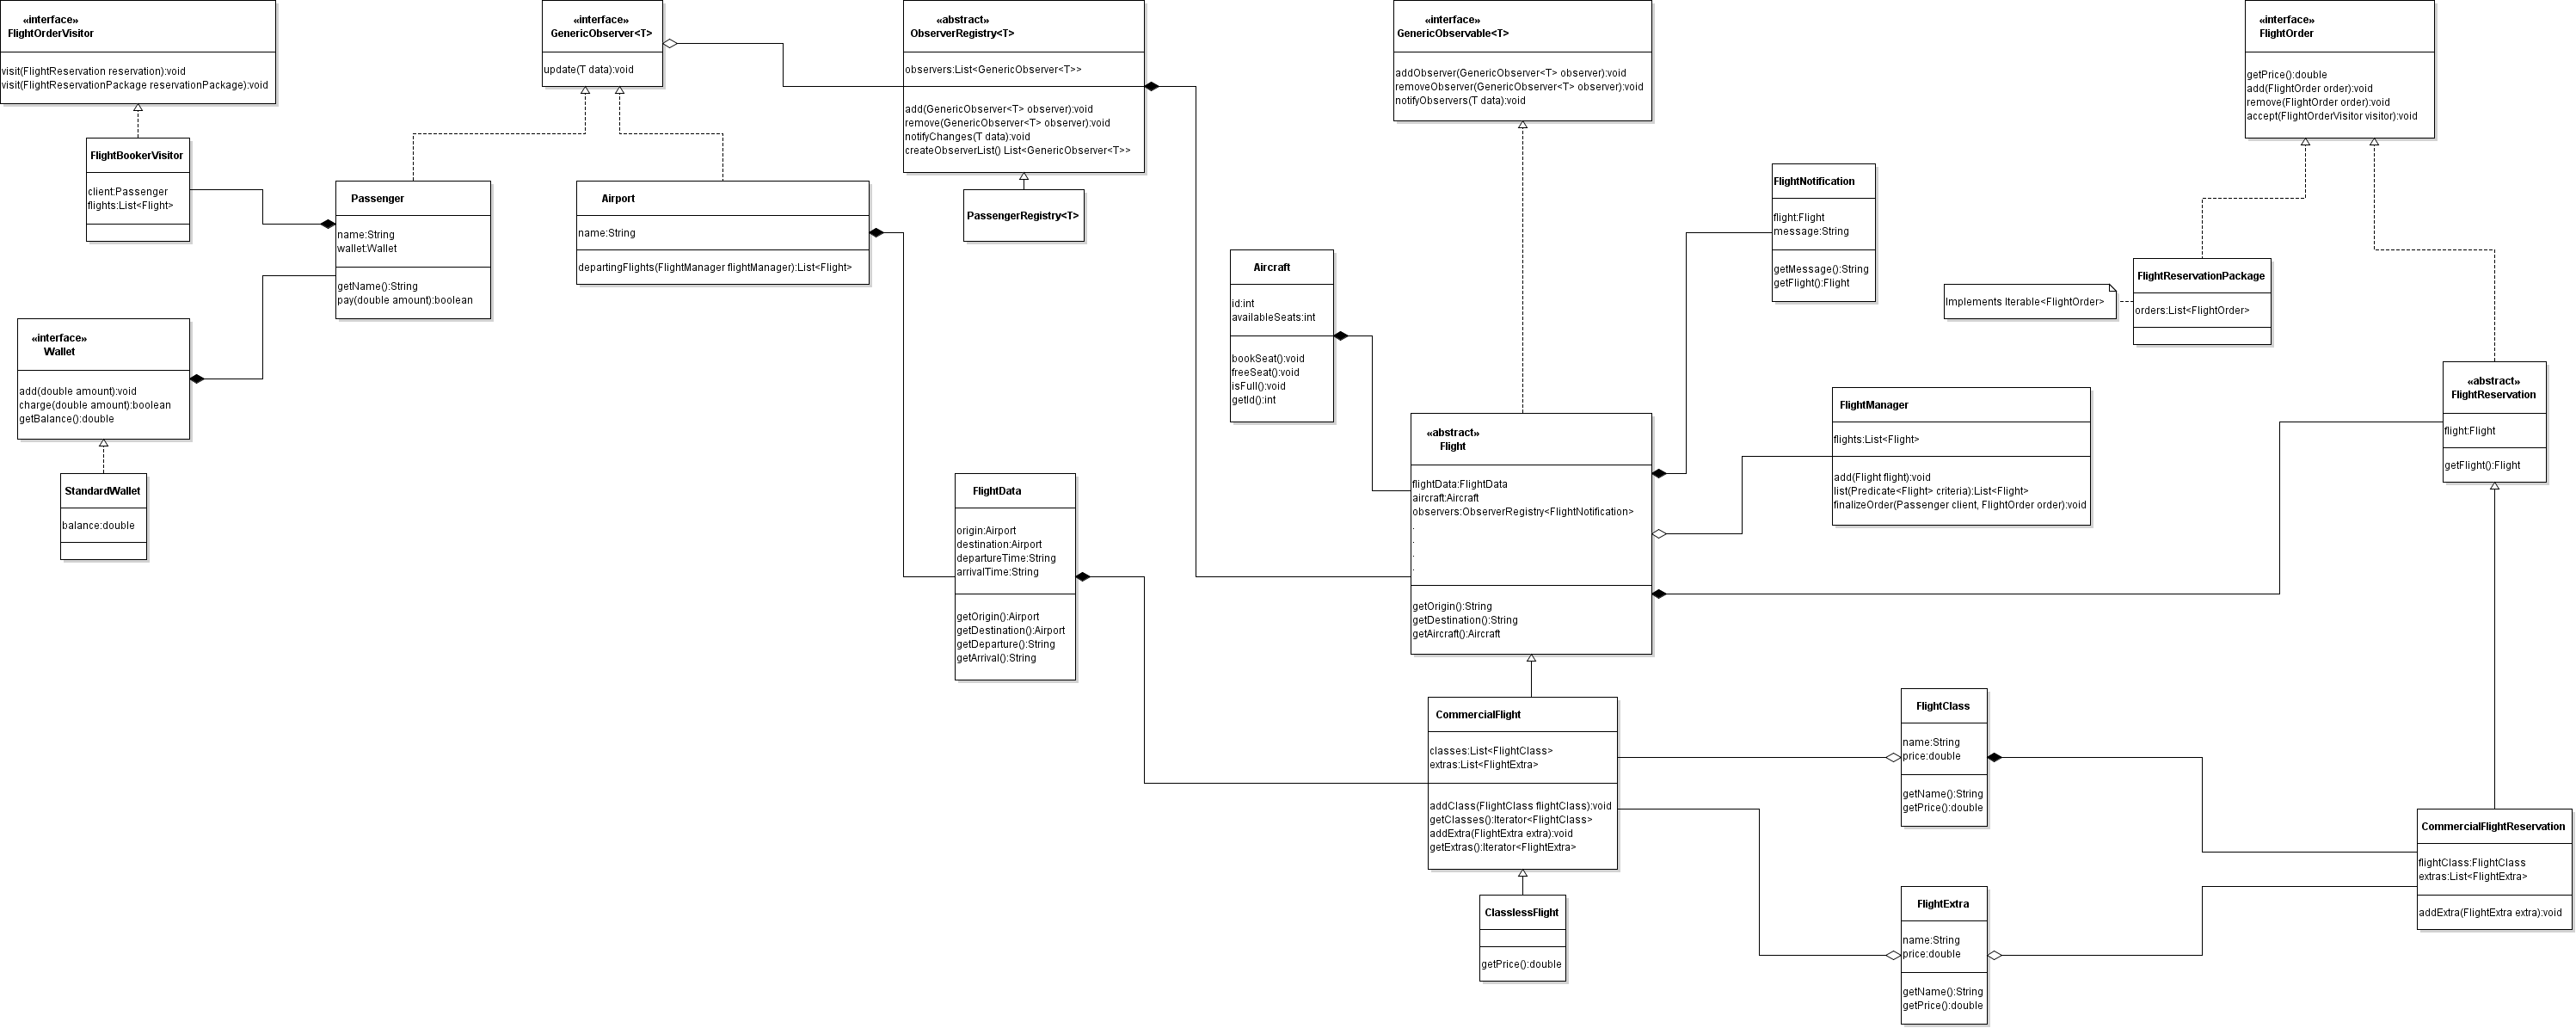 «interface»
FlightOrderVisitor
visit(FlightReservation reservation):void
visit(FlightReservationPackage reservationPackage):void
«interface»
GenericObserver<T>
update(T data):void
«abstract»
ObserverRegistry<T>
observers:List<GenericObserver<T>>
add(GenericObserver<T> observer):void
remove(GenericObserver<T> observer):void
notifyChanges(T data):void
createObserverList() List<GenericObserver<T>>
«interface»
GenericObservable<T>
addObserver(GenericObserver<T> observer):void
removeObserver(GenericObserver<T> observer):void
notifyObservers(T data):void
«interface»
FlightOrder
getPrice():double
add(FlightOrder order):void
remove(FlightOrder order):void
accept(FlightOrderVisitor visitor):void
FlightBookerVisitor
client:Passenger
flights:List<Flight>
Passenger
name:String
wallet:Wallet
getName():String
pay(double amount):boolean
Airport
name:String
departingFlights(FlightManager flightManager):List<Flight>
PassengerRegistry<T>
FlightNotification
flight:Flight
message:String
getMessage():String
getFlight():Flight
Aircraft
id:int
availableSeats:int
bookSeat():void
freeSeat():void
isFull():void
getId():int
Implements Iterable<FlightOrder>
FlightReservationPackage
orders:List<FlightOrder>
«interface»
Wallet
add(double amount):void
charge(double amount):boolean
getBalance():double
StandardWallet
balance:double
FlightData
origin:Airport
destination:Airport
departureTime:String
arrivalTime:String
getOrigin():Airport
getDestination():Airport
getDeparture():String
getArrival():String
«abstract»
Flight
flightData:FlightData
aircraft:Aircraft
observers:ObserverRegistry<FlightNotification>
.
.
.
.
getOrigin():String
getDestination():String
getAircraft():Aircraft
FlightManager
flights:List<Flight>
add(Flight flight):void
list(Predicate<Flight> criteria):List<Flight>
finalizeOrder(Passenger client, FlightOrder order):void
«abstract»
FlightReservation
flight:Flight
getFlight():Flight
CommercialFlight
classes:List<FlightClass>
extras:List<FlightExtra>
addClass(FlightClass flightClass):void
getClasses():Iterator<FlightClass>
addExtra(FlightExtra extra):void
getExtras():Iterator<FlightExtra>
ClasslessFlight
getPrice():double
FlightClass
name:String
price:double
getName():String
getPrice():double
FlightExtra
name:String
price:double
getName():String
getPrice():double
CommercialFlightReservation
flightClass:FlightClass
extras:List<FlightExtra>
addExtra(FlightExtra extra):void